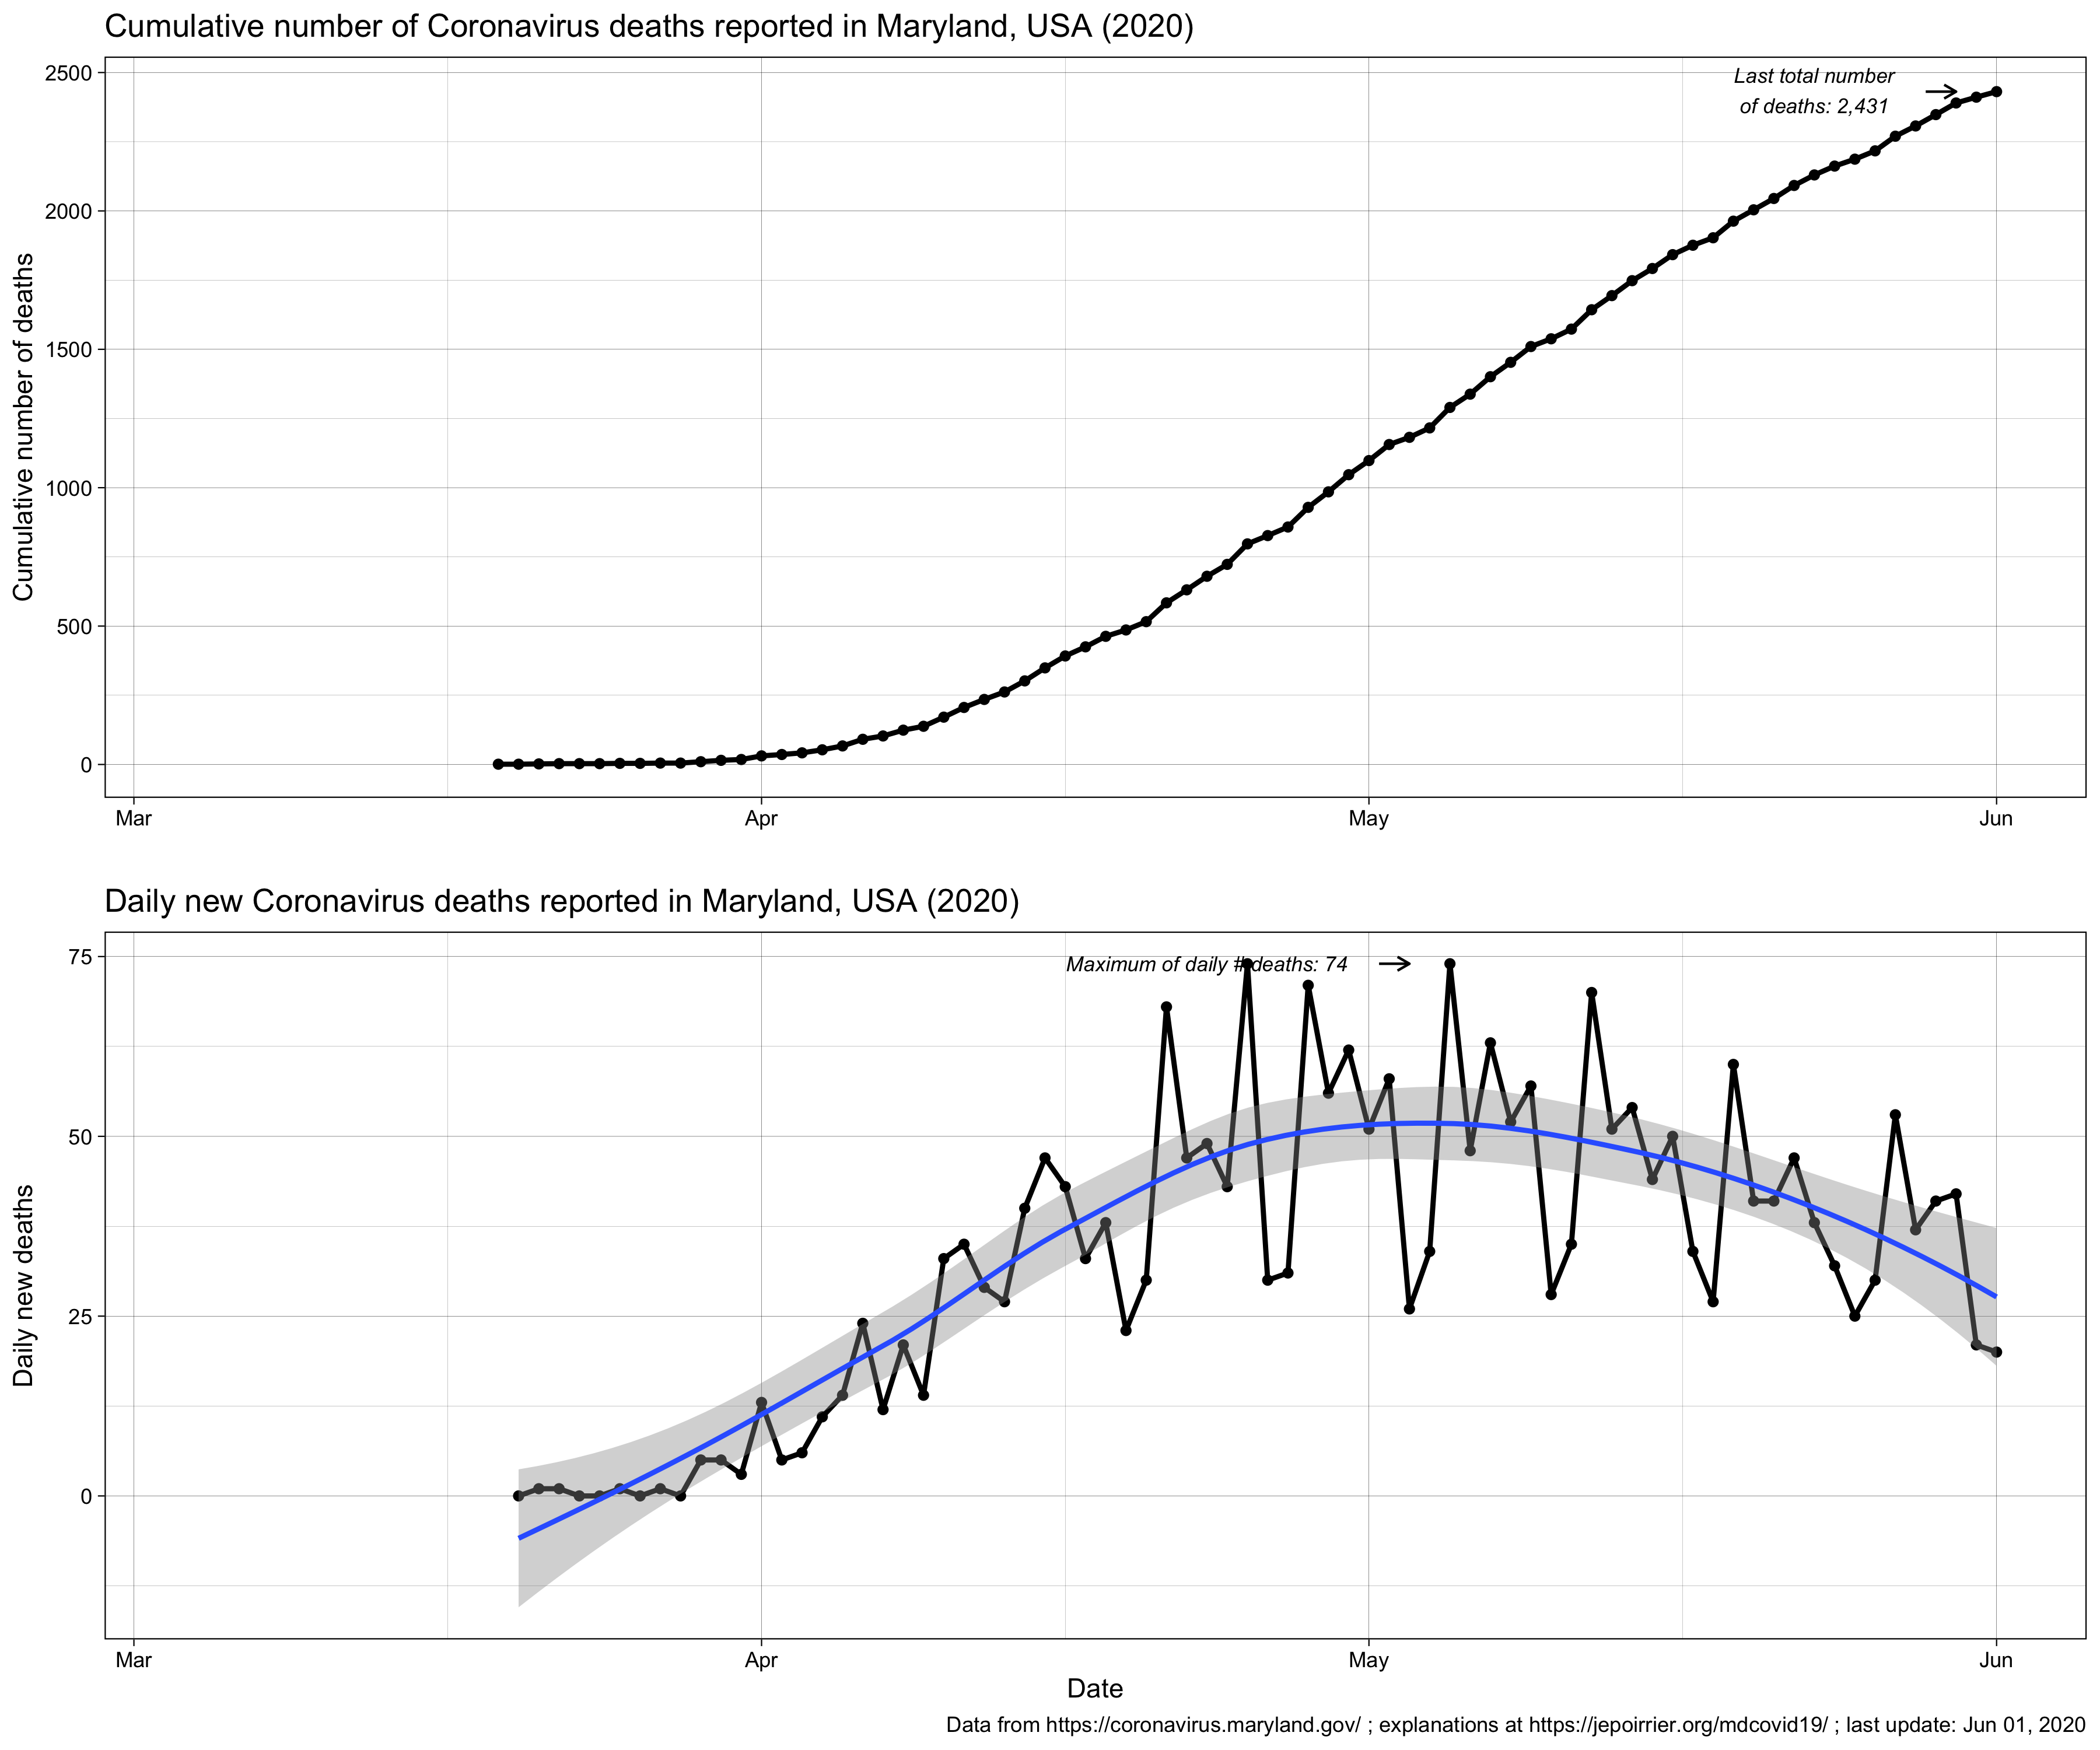 Cumulative number of Coronavirus deaths reported in Maryland, USA (2020)
Cumulative number of deaths
2500
2000
1500
1000
500
0
Last total number
of deaths: 2,431
Mar
Apr
May
Jun
Daily new Coronavirus deaths reported in Maryland, USA (2020)
Daily new deaths
75
50
25
0
Maximum of daily # deaths: 74
Mar
Apr
May
Jun
Date
Data from https://coronavirus.maryland.gov/ ; explanations at https://jepoirrier.org/mdcovid19/ ; last update: Jun 01, 2020